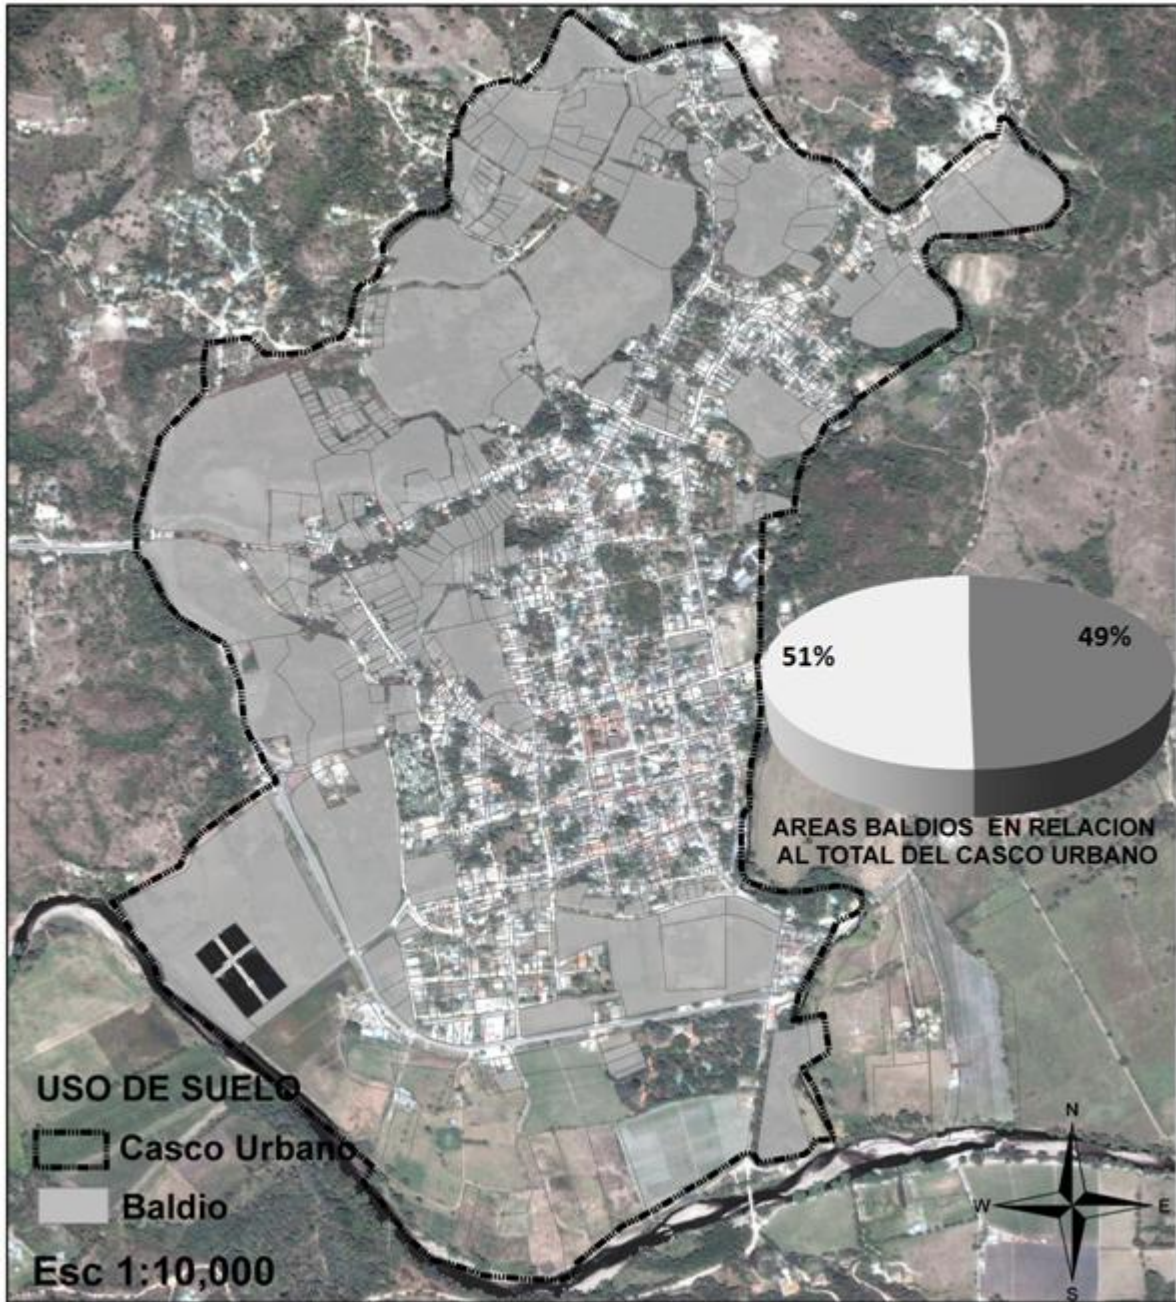 51%
49%
AREAS BALDIOS EN RELACION
AL TOTAL DEL CASCO URBANO
USO DE SUELO
Casco Urbano
Baldio
Esc 1:10,000
N
W
E
S